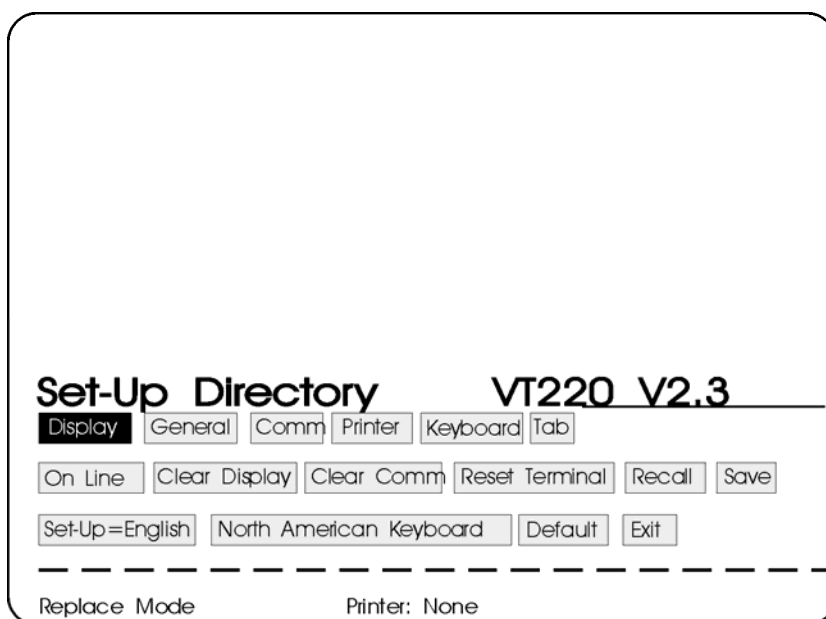 Set-Up Directory VT220 V2.3
Display General Comm Printer Keyboard Tab
On Line Clear Display Clear Comm Reset Terminal Recall Save
Set-Up=English North American Keyboard Default Exit
Replace Mode Printer: None